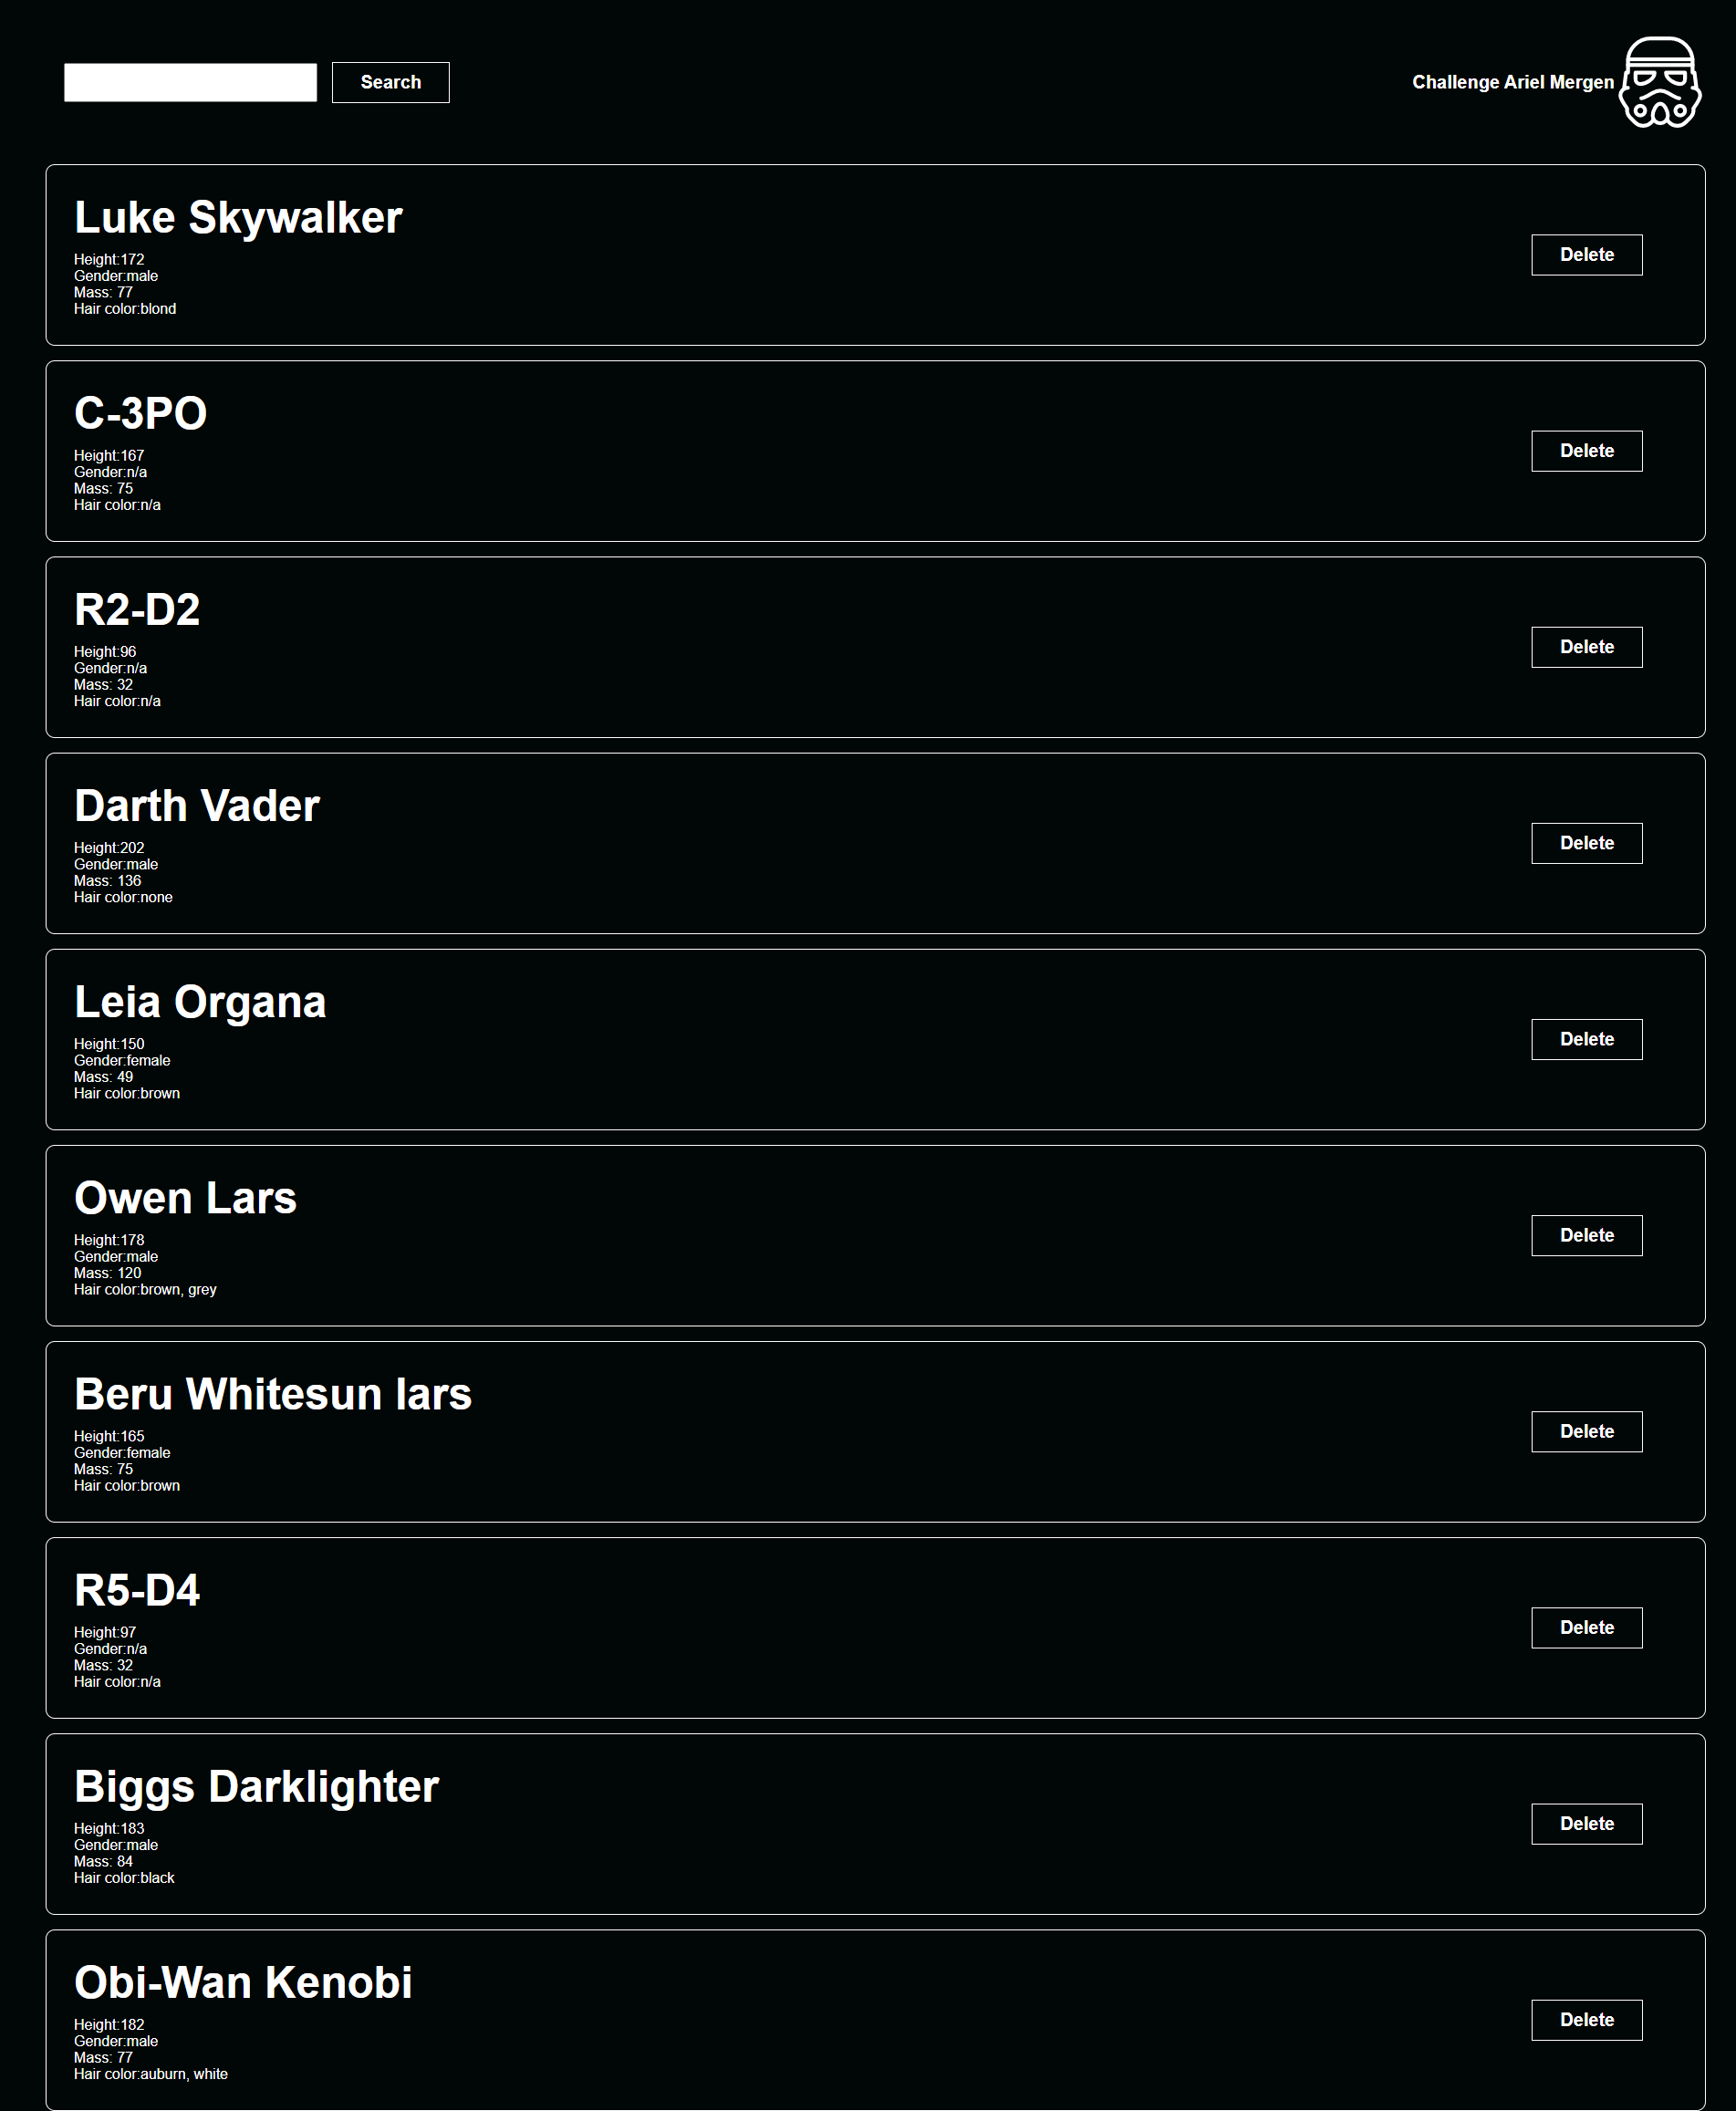 Search
Challenge Ariel Mergen
Luke Skywalker
Height:172
Gender:male
Mass: 77
Hair color:blond
Delete
C-3PO
Height:167
Gender:n/a
Mass: 75
Hair color:n/a
Delete
R2-D2
Height:96
Gender:n/a
Mass: 32
Hair color:n/a
Delete
Darth Vader
Height:202
Gender:male
Mass: 136
Hair color:none
Delete
Leia Organa
Height:150
Gender:female
Mass: 49
Hair color:brown
Delete
Owen Lars
Height:178
Gender:male
Mass: 120
Hair color:brown, grey
Delete
Beru Whitesun lars
Height:165
Gender:female
Mass: 75
Hair color:brown
Delete
R5-D4
Height:97
Gender:n/a
Mass: 32
Hair color:n/a
Delete
Biggs Darklighter
Height:183
Gender:male
Mass: 84
Hair color:black
Delete
Obi-Wan Kenobi
Height:182
Gender:male
Mass: 77
Hair color:auburn, white
Delete